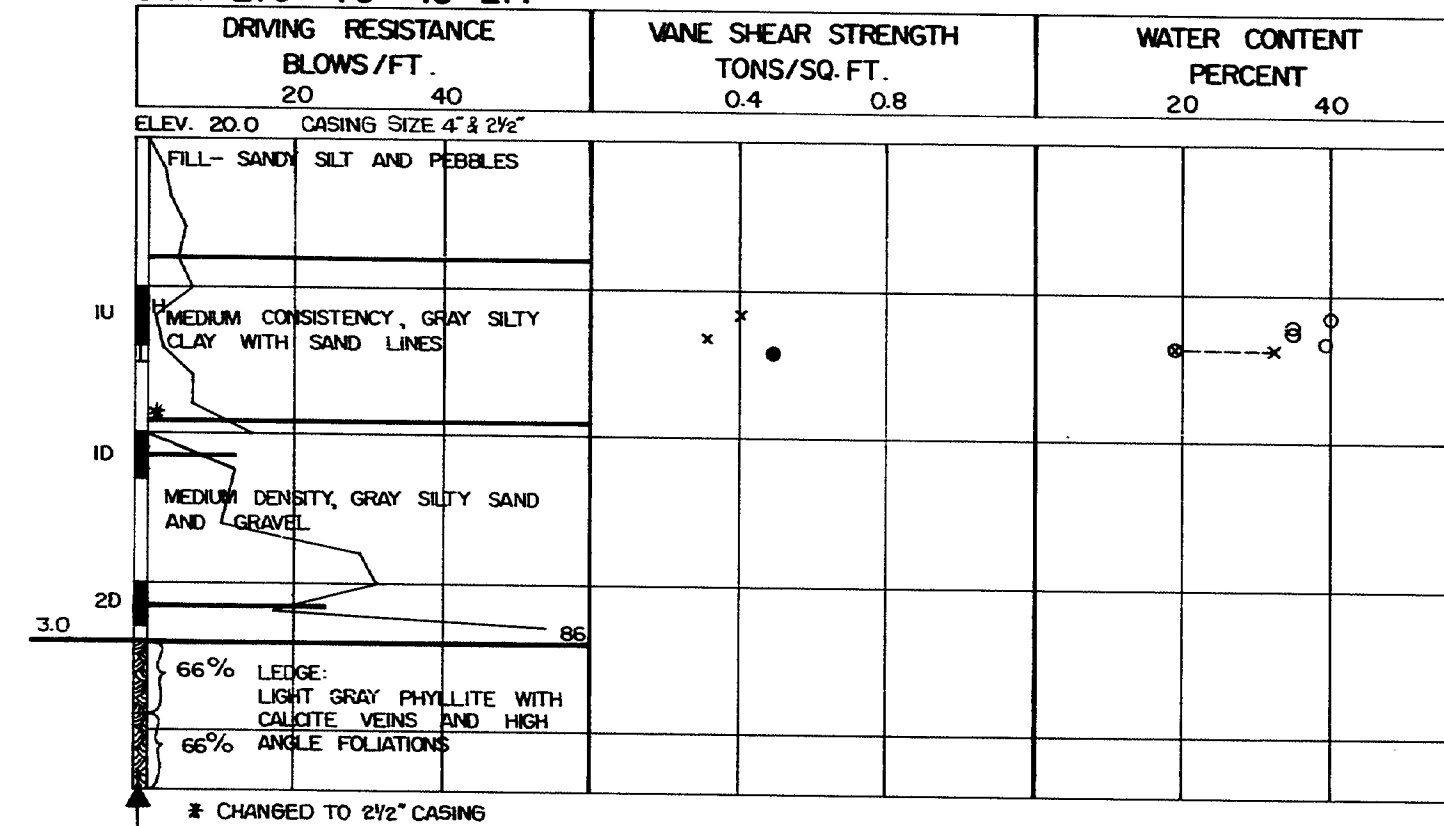 DRIVING RESISTANCE
BLOWS/FT.
20 40
VANE SHEAR STRENGTH
TONS/SQ. FT.
0.4 0.8
WATER CONTENT
PERCENT
20 40
ELEV. 20.0 CASING SIZE 4" & 2½"
FILL- SANDY SILT AND PEBBLES
1U
H
MEDIUM CONSISTENCY, GRAY SILTY
CLAY WITH SAND LINES
*
1D
MEDIUM DENSITY, GRAY SILTY SAND
AND GRAVEL
2D
3.0
86
66% LEDGE:
LIGHT GRAY PHYLLITE WITH
CALCITE VEINS AND HIGH
66% ANGLE FOLIATIONS
* CHANGED TO 2½" CASING